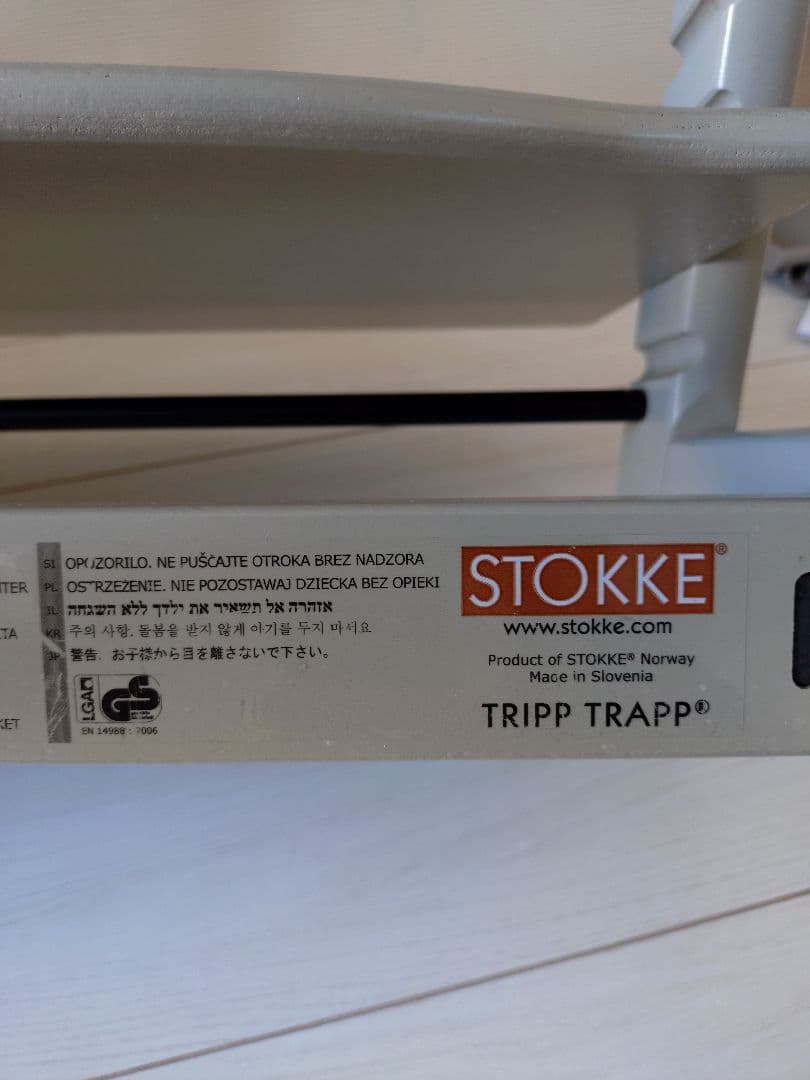 SI OPOZORILO. NE PUŠČAJTE OTROKA BREZ NADZORA
PL OSTRZEŻENIE. NIE POZOSTAWAJ DZIECKA BEZ OPIEKI
IL אזהרה אל תשאיר את ילדך ללא השגחה
KR 주의 사항. 돌봄을 받지 않게 아기를 두지 마세요
JP 警告. お子様から目を離さないで下さい。
TA
KET
LGA GS
EN 14988 : 2006
STOKKE®
www.stokke.com
Product of STOKKE® Norway
Made in Slovenia
TRIPP TRAPP®